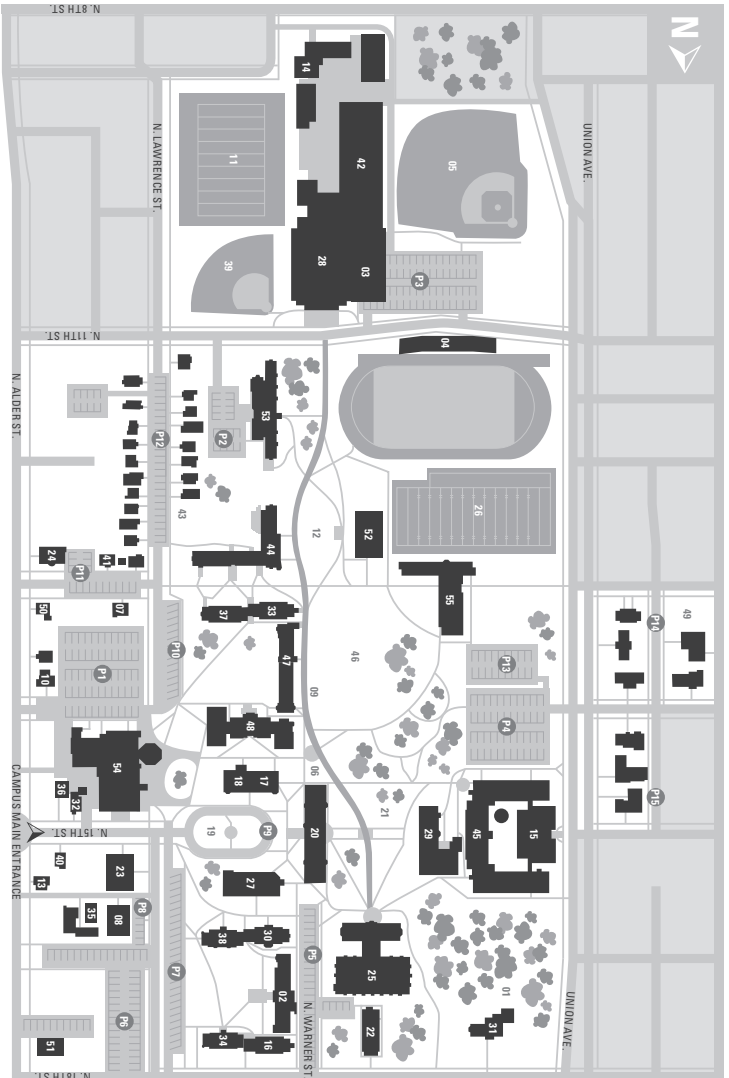 N. 8TH ST.
N
14
N. LAWRENCE ST.
UNION AVE.
11
42
05
39
28
03
P3
N. 11TH ST.
04
N. ALDER ST.
53
P12
P2
43
12
52
26
24
41
P11
44
55
50
07
37
33
P14
49
10
P1
P10
47
46
09
P13
P4
48
54
06
CAMPUS MAIN ENTRANCE
36
32
18
17
21
P15
N. 15TH ST.
19
P9
20
29
45
15
40
13
23
27
35
08
P8
38
30
P5
25
P7
02
01
N. WARNER ST.
UNION AVE.
P6
51
34
16
22
31
N. 18TH ST.